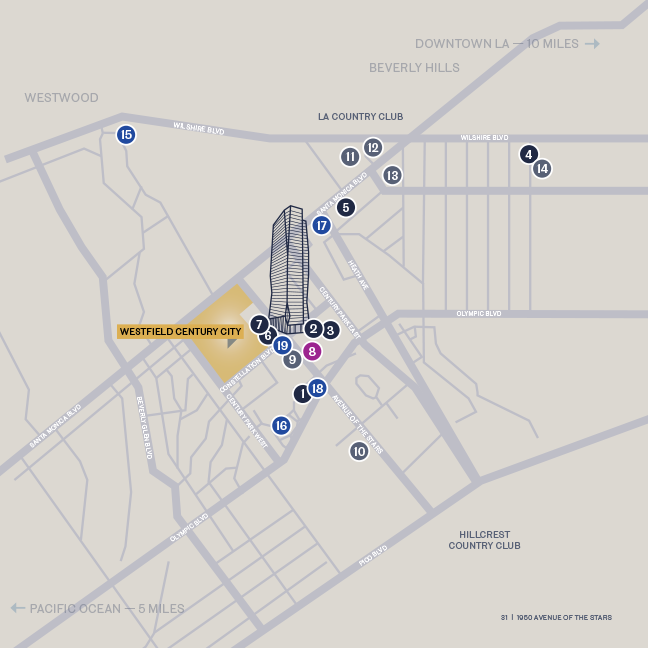 DOWNTOWN LA — 10 MILES
BEVERLY HILLS
WESTWOOD
LA COUNTRY CLUB
15
WILSHIRE BLVD
WILSHIRE BLVD
12
11
4
14
13
SANTA MONICA BLVD
5
17
HEATH AVE
CENTURY PARK EAST
OLYMPIC BLVD
WESTFIELD CENTURY CITY
7
6
2
3
19
8
9
CONSTELLATION BLVD
1
18
SANTA MONICA BLVD
BEVERLY GLEN BLVD
CENTURY PARK WEST
16
AVENUE OF THE STARS
10
OLYMPIC BLVD
PICO BLVD
HILLCREST
COUNTRY CLUB
PACIFIC OCEAN — 5 MILES
31 | 1960 AVENUE OF THE STARS